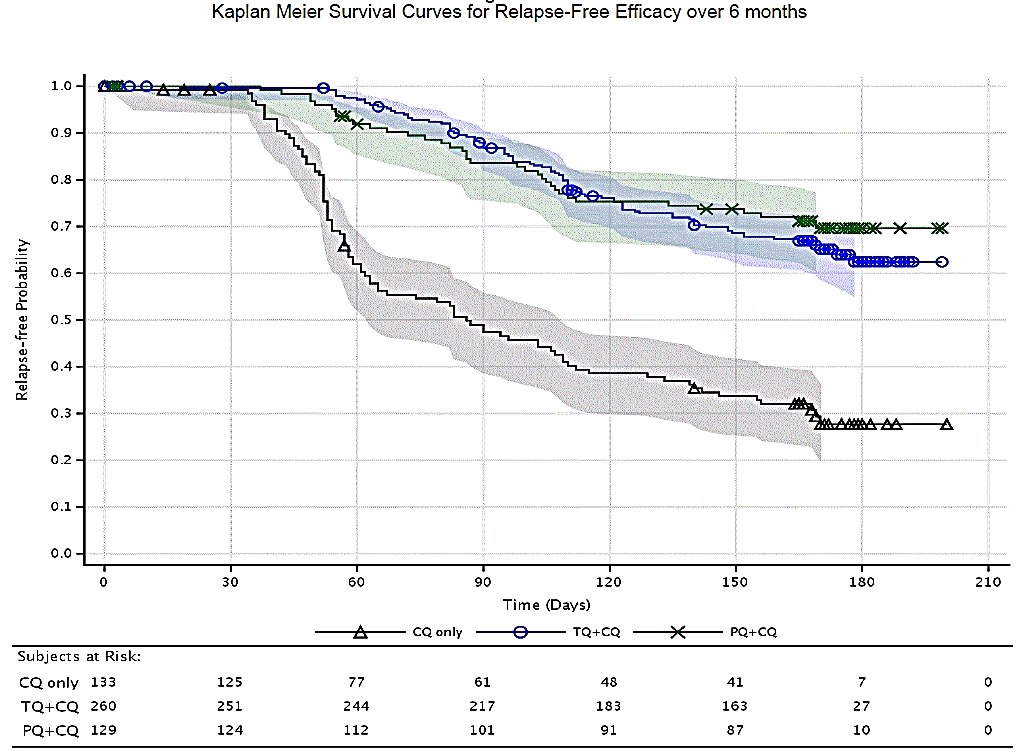 Kaplan Meier Survival Curves for Relapse-Free Efficacy over 6 months
Relapse-free Probability
1.0
0.9
0.8
0.7
0.6
0.5
0.4
0.3
0.2
0.1
0.0
0 30 60 90 120 150 180 210
Time (Days)
CQ only TQ+CQ PQ+CQ
Subjects at Risk:
CQ only 133 125 77 61 48 41 7 0
TQ+CQ 260 251 244 217 183 163 27 0
PQ+CQ 129 124 112 101 91 87 10 0